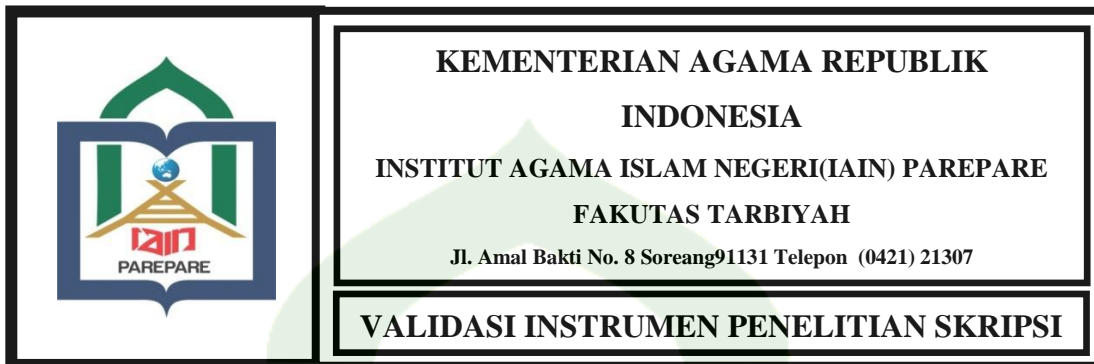 iain
PAREPARE
KEMENTERIAN AGAMA REPUBLIK
INDONESIA
INSTITUT AGAMA ISLAM NEGERI(IAIN) PAREPARE
FAKUTAS TARBIYAH
Jl. Amal Bakti No. 8 Soreang91131 Telepon (0421) 21307
VALIDASI INSTRUMEN PENELITIAN SKRIPSI